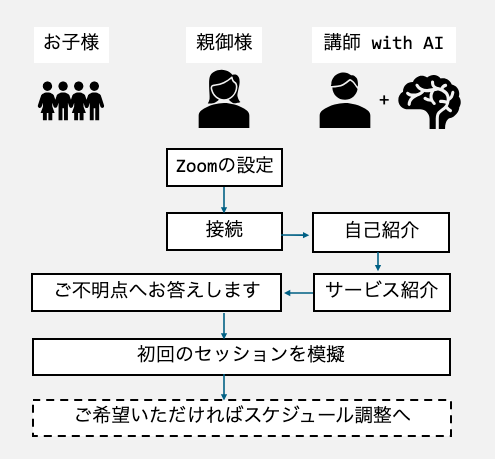 お子様
親御様
講師 with AI
+
Zoomの設定
接続
自己紹介
ご不明点へお答えします
サービス紹介
初回のセッションを模擬
ご希望いただければスケジュール調整へ